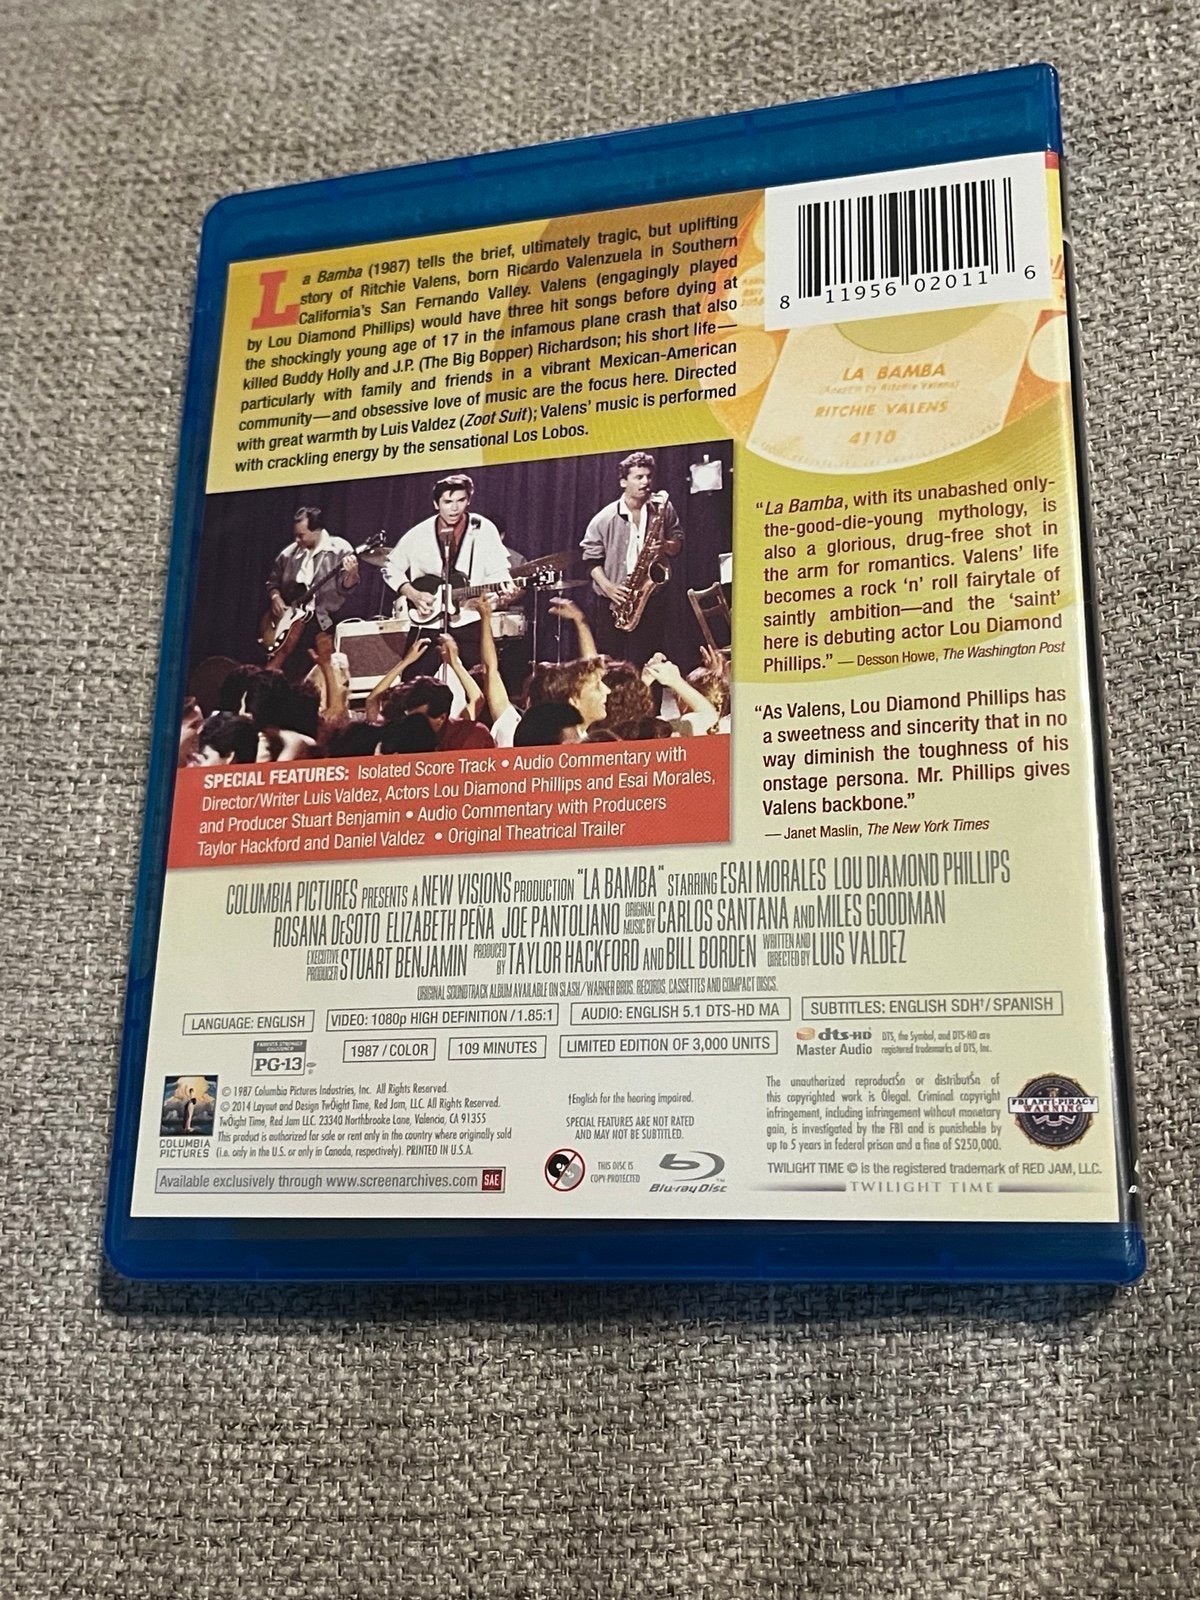 La Bamba (1987) tells the brief, ultimately tragic, but uplifting
story of Ritchie Valens, born Ricardo Valenzuela in Southern
California's San Fernando Valley. Valens (engagingly played
by Lou Diamond Phillips) would have three hit songs before dying at
the shockingly young age of 17 in the infamous plane crash that also
killed Buddy Holly and J.P. (The Big Bopper) Richardson; his short life—
particularly with family and friends in a vibrant Mexican-American
community—and obsessive love of music are the focus here. Directed
with great warmth by Luis Valdez (Zoot Suit); Valens' music is performed
with crackling energy by the sensational Los Lobos.
8 11956 02011 6
LA BAMBA
(Adapted by Ritchie Valens)
RITCHIE VALENS
4110
"La Bamba, with its unabashed only-
the-good-die-young mythology, is
also a glorious, drug-free shot in
the arm for romantics. Valens' life
becomes a rock 'n' roll fairytale of
saintly ambition—and the 'saint'
here is debuting actor Lou Diamond
Phillips." — Desson Howe, The Washington Post
"As Valens, Lou Diamond Phillips has
a sweetness and sincerity that in no
way diminish the toughness of his
onstage persona. Mr. Phillips gives
Valens backbone."
— Janet Maslin, The New York Times
SPECIAL FEATURES: Isolated Score Track • Audio Commentary with
Director/Writer Luis Valdez, Actors Lou Diamond Phillips and Esai Morales,
and Producer Stuart Benjamin • Audio Commentary with Producers
Taylor Hackford and Daniel Valdez • Original Theatrical Trailer
COLUMBIA PICTURES PRESENTS A NEW VISIONS PRODUCTION "LA BAMBA" STARRING ESAI MORALES LOU DIAMOND PHILLIPS
ROSANA DeSOTO ELIZABETH PEÑA JOE PANTOLIANO ORIGINAL MUSIC BY CARLOS SANTANA AND MILES GOODMAN
EXECUTIVE PRODUCER STUART BENJAMIN PRODUCED BY TAYLOR HACKFORD AND BILL BORDEN WRITTEN AND DIRECTED BY LUIS VALDEZ
ORIGINAL SOUNDTRACK ALBUM AVAILABLE ON SLASH/WARNER BROS. RECORDS, CASSETTES AND COMPACT DISCS.
LANGUAGE: ENGLISH VIDEO: 1080p HIGH DEFINITION / 1.85:1 AUDIO: ENGLISH 5.1 DTS-HD MA SUBTITLES: ENGLISH SDH†/ SPANISH
PARENTS STRONGLY CAUTIONED
PG-13
1987 / COLOR 109 MINUTES LIMITED EDITION OF 3,000 UNITS
dts-HD
Master Audio
DTS, the Symbol, and DTS-HD are
registered trademarks of DTS, Inc.
COLUMBIA
PICTURES
© 1987 Columbia Pictures Industries, Inc. All Rights Reserved.
© 2014 Layout and Design TwOight Time, Red Jam, LLC. All Rights Reserved.
TwOight Time, Red Jam LLC. 23340 Northbrooke Lane, Valencia, CA 91355
This product is authorized for sale or rent only in the country where originally sold
(i.e. only in the U.S. or only in Canada, respectively). PRINTED IN U.S.A.
Available exclusively through www.screenarchives.com SAE
†English for the hearing impaired.
SPECIAL FEATURES ARE NOT RATED
AND MAY NOT BE SUBTITLED.
THIS DISC IS
COPY-PROTECTED
Blu-ray Disc™
The unauthorized reproductSn or distributSn of
this copyrighted work is Olegal. Criminal copyright
infringement, including infringement without monetary
gain, is investigated by the FBI and is punishable by
up to 5 years in federal prison and a fine of $250,000.
FBI ANTI-PIRACY
WARNING
TWILIGHT TIME © is the registered trademark of RED JAM, LLC.
TWILIGHT TIME